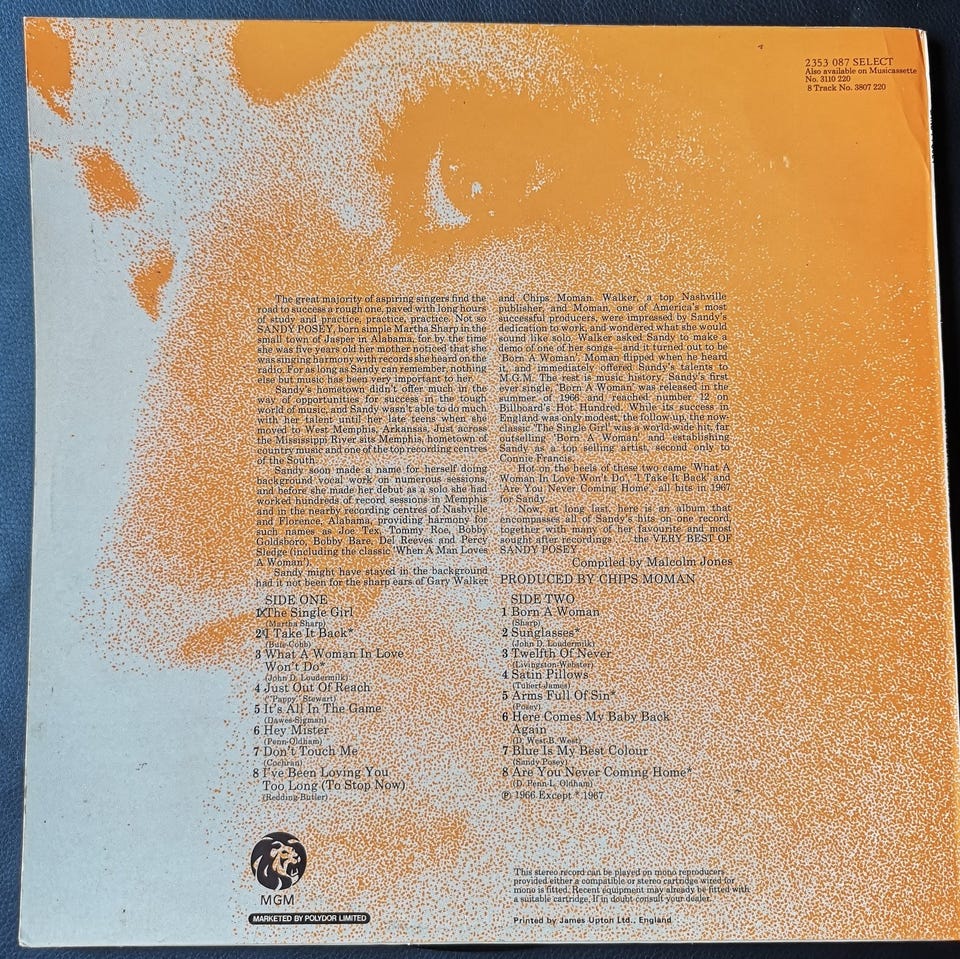 2353 087 SELECT
Also available on Musicassette
No. 3110 220
8 Track No. 3807 220
The great majority of aspiring singers find the
road to success a rough one, paved with long hours
of study and practice, practice, practice. Not so
SANDY POSEY, born simple Martha Sharp in the
small town of Jasper in Alabama, for by the time
she was five years old her mother noticed that she
was singing harmony with records she heard on the
radio. For as long as Sandy can remember, nothing
else but music has been very important to her.
Sandy's hometown didn't offer much in the
way of opportunities for success in the tough
world of music, and Sandy wasn't able to do much
with her talent until her late teens when she
moved to West Memphis, Arkansas. Just across
the Mississippi River sits Memphis, hometown of
country music and one of the top recording centres
of the South.
Sandy soon made a name for herself doing
background vocal work on numerous sessions,
and before she made her debut as a solo she had
worked hundreds of record sessions in Memphis
and in the nearby recording centres of Nashville
and Florence, Alabama, providing harmony for
such names as Joe Tex, Tommy Roe, Bobby
Goldsboro, Bobby Bare, Del Reeves and Percy
Sledge (including the classic 'When A Man Loves
A Woman').
Sandy might have stayed in the background
had it not been for the sharp ears of Gary Walker
and Chips Moman. Walker, a top Nashville
publisher, and Moman, one of America's most
successful producers, were impressed by Sandy's
dedication to work, and wondered what she would
sound like solo. Walker asked Sandy to make a
demo of one of her songs – and it turned out to be
'Born A Woman'. Moman flipped when he heard
it, and immediately offered Sandy's talents to
M.G.M. The rest is music history. Sandy's first
ever single, 'Born A Woman' was released in the
summer of 1966 and reached number 12 on
Billboard's Hot Hundred. While its success in
England was only modest, the follow-up, the now-
classic 'The Single Girl' was a world-wide hit, far
outselling 'Born A Woman' and establishing
Sandy as a top selling artist, second only to
Connie Francis.
Hot on the heels of these two came 'What A
Woman In Love Won't Do', 'I Take It Back' and
'Are You Never Coming Home', all hits in 1967
for Sandy.
Now, at long last, here is an album that
encompasses all of Sandy's hits on one record,
together with many of her favourite and most
sought after recordings . . . the VERY BEST OF
SANDY POSEY.
Compiled by Malcolm Jones
PRODUCED BY CHIPS MOMAN
SIDE ONE
1 The Single Girl
(Martha Sharp)
2 I Take It Back*
(Buie-Cobb)
3 What A Woman In Love
Won't Do*
(John D. Loudermilk)
4 Just Out Of Reach
("Pappy" Stewart)
5 It's All In The Game
(Dawes-Sigman)
6 Hey Mister
(Penn-Oldham)
7 Don't Touch Me
(Cochran)
8 I've Been Loving You
Too Long (To Stop Now)
(Redding-Butler)
SIDE TWO
1 Born A Woman
(Sharp)
2 Sunglasses*
(John D. Loudermilk)
3 Twelfth Of Never
(Livingston-Webster)
4 Satin Pillows
(Tubert-James)
5 Arms Full Of Sin*
(Posey)
6 Here Comes My Baby Back
Again
(D. West-B. West)
7 Blue Is My Best Colour
(Sandy Posey)
8 Are You Never Coming Home*
(D. Penn-L. Oldham)
℗ 1966 Except * 1967
MGM
MARKETED BY POLYDOR LIMITED
This stereo record can be played on mono reproducers
provided either a compatible or stereo cartridge wired for
mono is fitted. Recent equipment may already be fitted with
a suitable cartridge. If in doubt consult your dealer.
Printed by James Upton Ltd., England